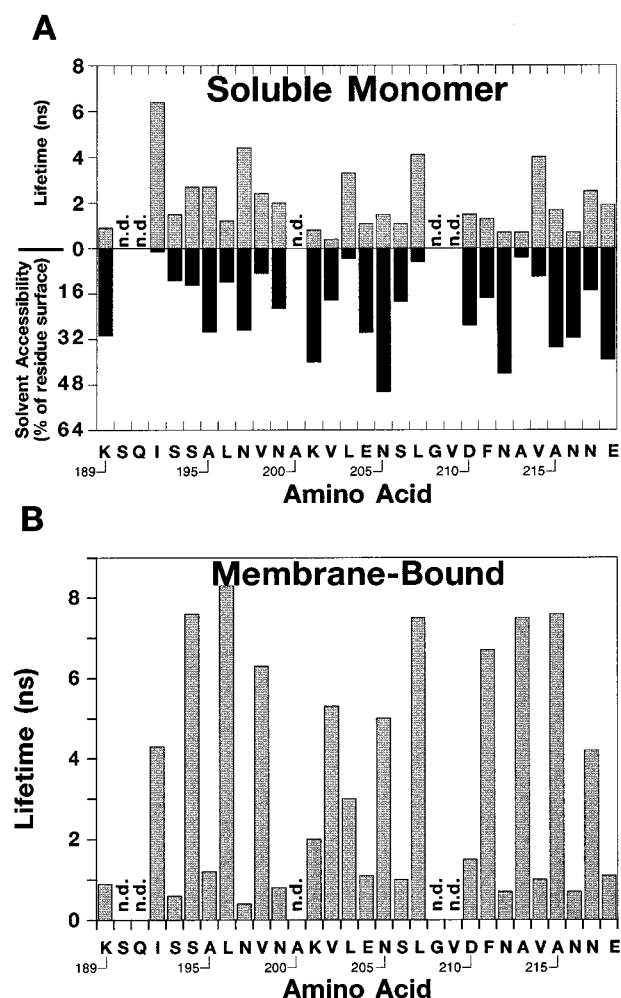 A
Soluble Monomer
Lifetime (ns)
8
6
4
2
0
n.d.
n.d.
n.d.
n.d.
n.d.
Solvent Accessibility
(% of residue surface)
16
32
48
64
K S Q I S S A L N V N A K V L E N S L G V D F N A V A N N E
189 195 200 205 210 215
Amino Acid
B
Membrane-Bound
Lifetime (ns)
8
6
4
2
0
n.d.
n.d.
n.d.
n.d.
n.d.
K S Q I S S A L N V N A K V L E N S L G V D F N A V A N N E
189 195 200 205 210 215
Amino Acid